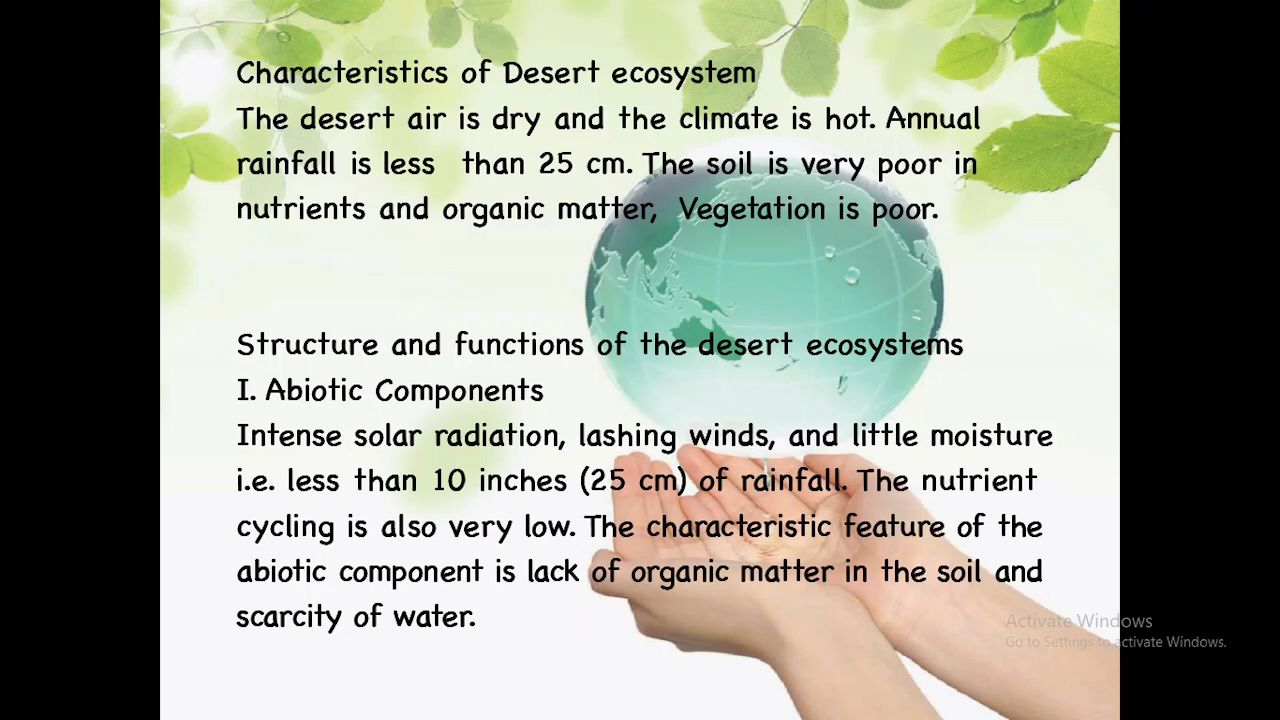 Characteristics of Desert ecosystem
The desert air is dry and the climate is hot. Annual
rainfall is less than 25 cm. The soil is very poor in
nutrients and organic matter, Vegetation is poor.
Structure and functions of the desert ecosystems
I. Abiotic Components
Intense solar radiation, lashing winds, and little moisture
i.e. less than 10 inches (25 cm) of rainfall. The nutrient
cycling is also very low. The characteristic feature of the
abiotic component is lack of organic matter in the soil and
scarcity of water.
Activate Windows
Go to Settings to activate Windows.